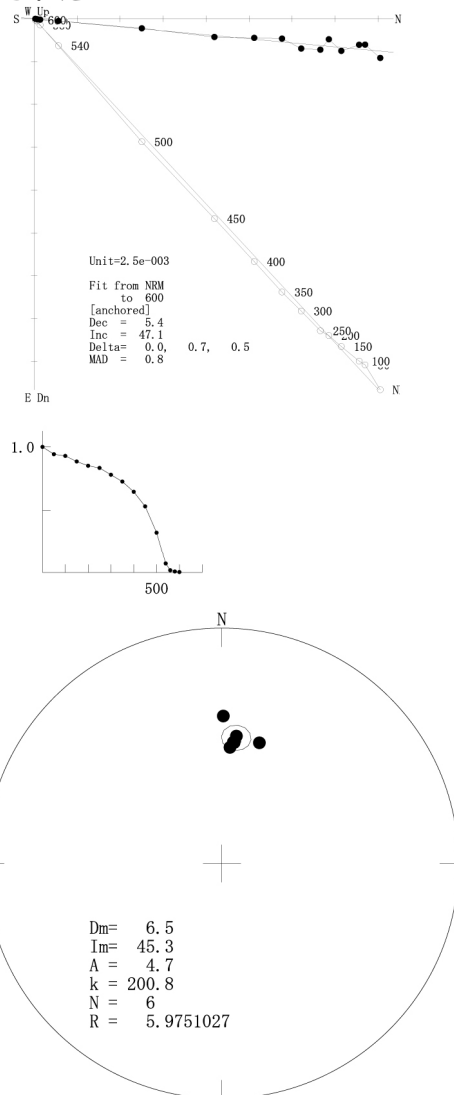 W Up
S N
600
540
500
450
400
350
300
250
200
150
100
N
E Dn
Unit=2.5e-003
Fit from NRM
to 600
[anchored]
Dec = 5.4
Inc = 47.1
Delta= 0.0, 0.7, 0.5
MAD = 0.8
1.0
500
N
Dm= 6.5
Im= 45.3
A = 4.7
k = 200.8
N = 6
R = 5.9751027